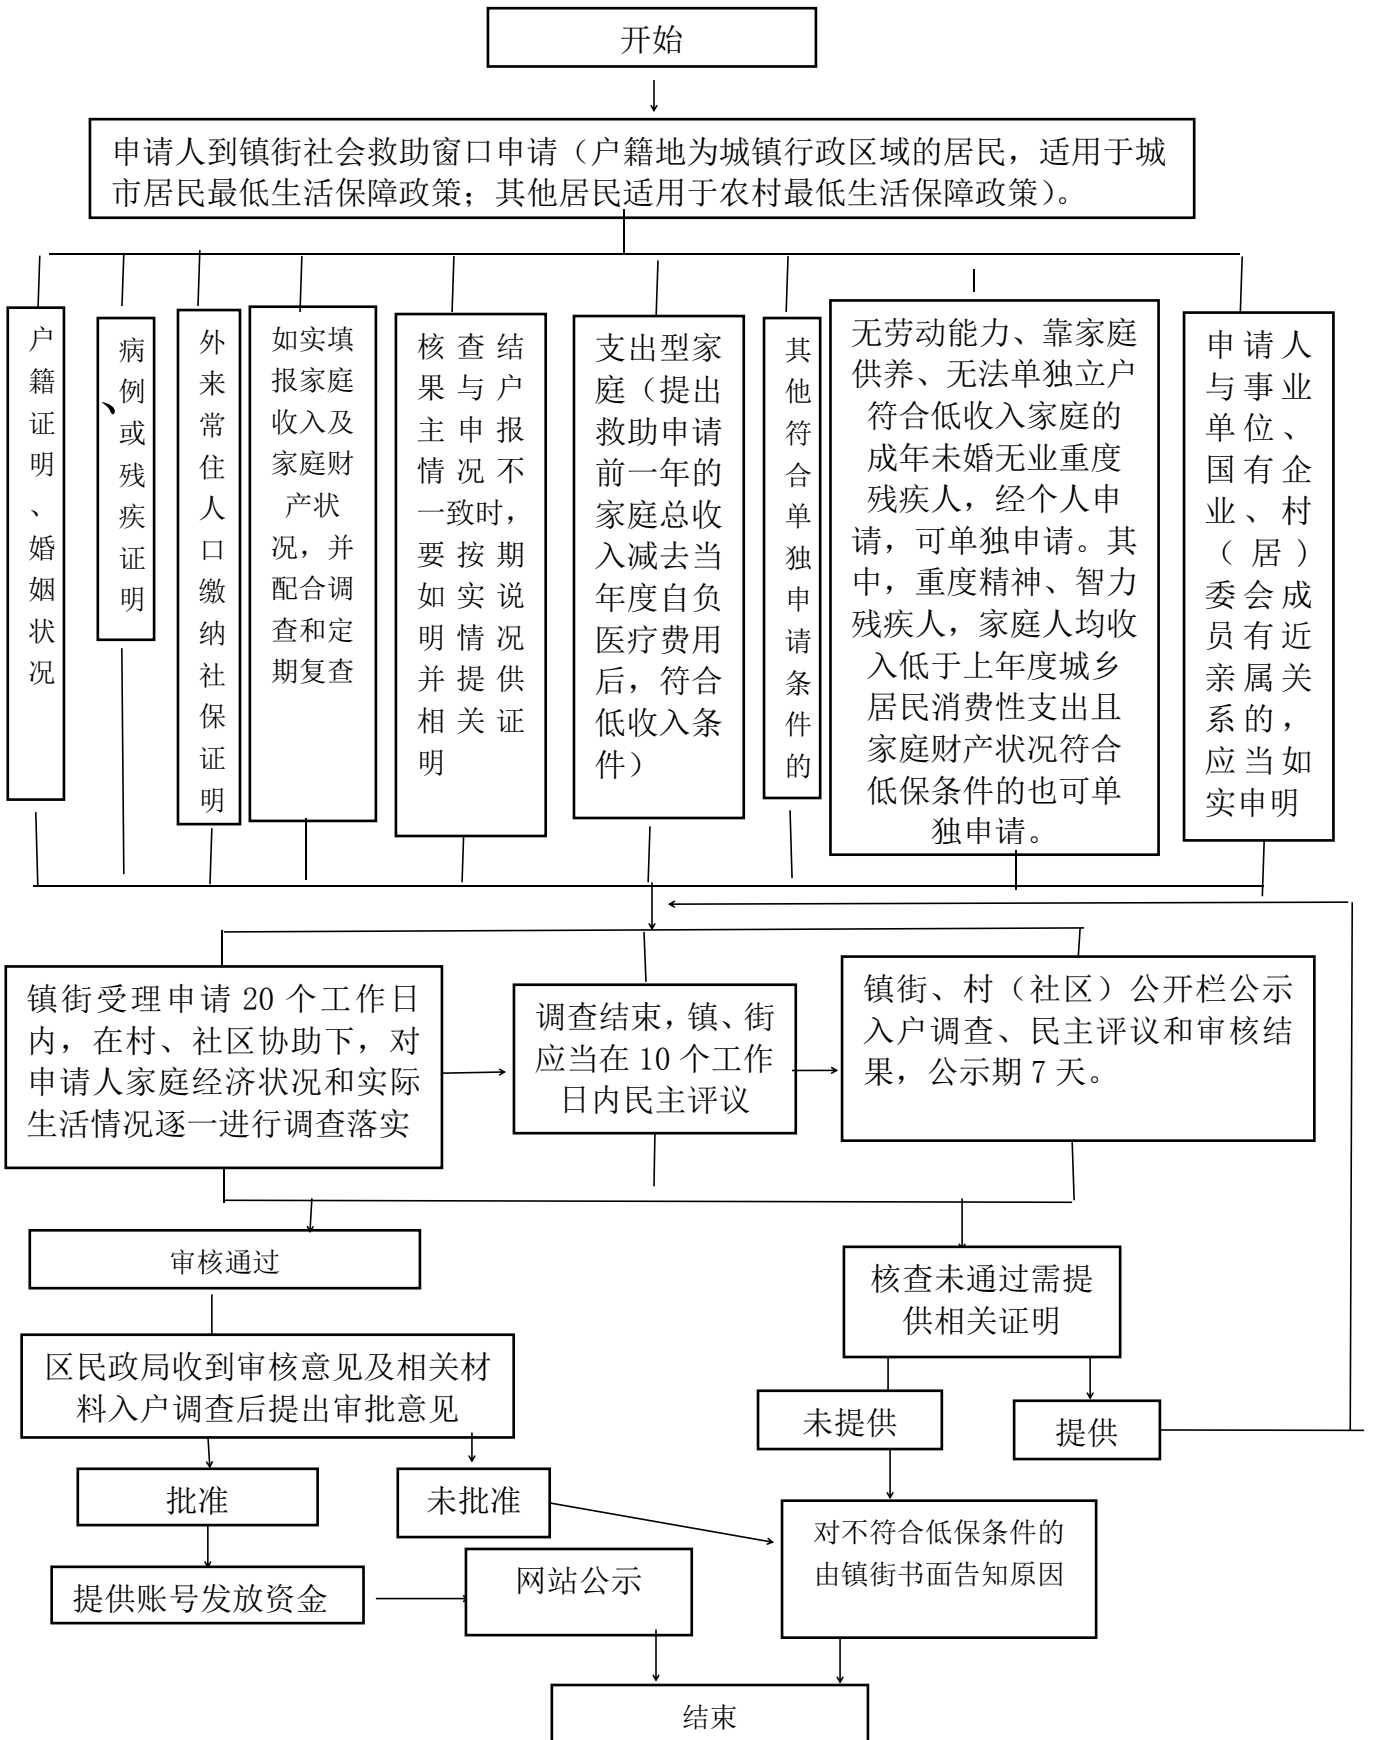 开始
申请人到镇街社会救助窗口申请（户籍地为城镇行政区域的居民，适用于城
市居民最低生活保障政策；其他居民适用于农村最低生活保障政策）。
户籍证明、婚姻状况
、
病例或残疾证明
外来常住人口缴纳社保证明
如实填
报家庭
收入及
家庭财
产状
况，并
配合调
查和定
期复查
核查结
果与户
主申报
情况不
一致时，
要按期
如实说
明情况
并提供
相关证
明
支出型家
庭（提出
救助申请
前一年的
家庭总收
入减去当
年度自负
医疗费用
后，符合
低收入条
件）
其他符合单独申请条件的
无劳动能力、靠家庭
供养、无法单独立户
符合低收入家庭的
成年未婚无业重度
残疾人，经个人申
请，可单独申请。其
中，重度精神、智力
残疾人，家庭人均收
入低于上年度城乡
居民消费性支出且
家庭财产状况符合
低保条件的也可单
独申请。
申请人
与事业
单位、
国有企
业、村
（居）
委会成
员有近
亲属关
系的，
应当如
实申明
镇街受理申请 20 个工作日
内，在村、社区协助下，对
申请人家庭经济状况和实际
生活情况逐一进行调查落实
调查结束，镇、街
应当在 10 个工作
日内民主评议
镇街、村（社区）公开栏公示
入户调查、民主评议和审核结
果，公示期 7 天。
审核通过
核查未通过需提
供相关证明
区民政局收到审核意见及相关材
料入户调查后提出审批意见
未提供
提供
批准
未批准
对不符合低保条件的
由镇街书面告知原因
提供账号发放资金
网站公示
结束